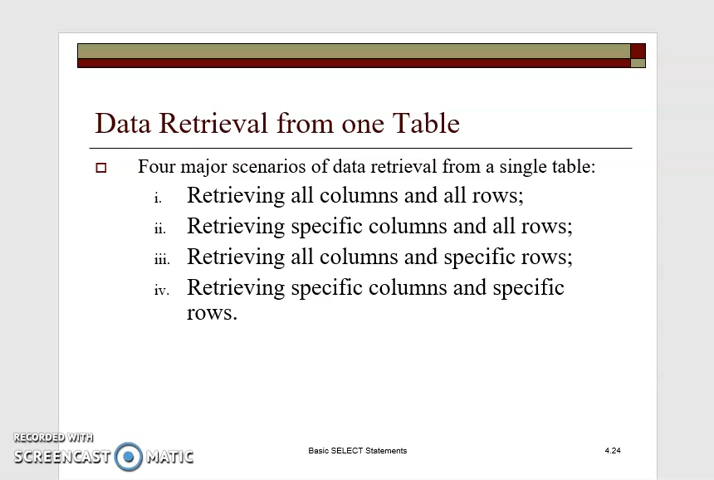 Data Retrieval from one Table
Four major scenarios of data retrieval from a single table:
i. Retrieving all columns and all rows;
ii. Retrieving specific columns and all rows;
iii. Retrieving all columns and specific rows;
iv. Retrieving specific columns and specific
rows.
RECORDED WITH
SCREENCAST MATIC
Basic SELECT Statements
4.24